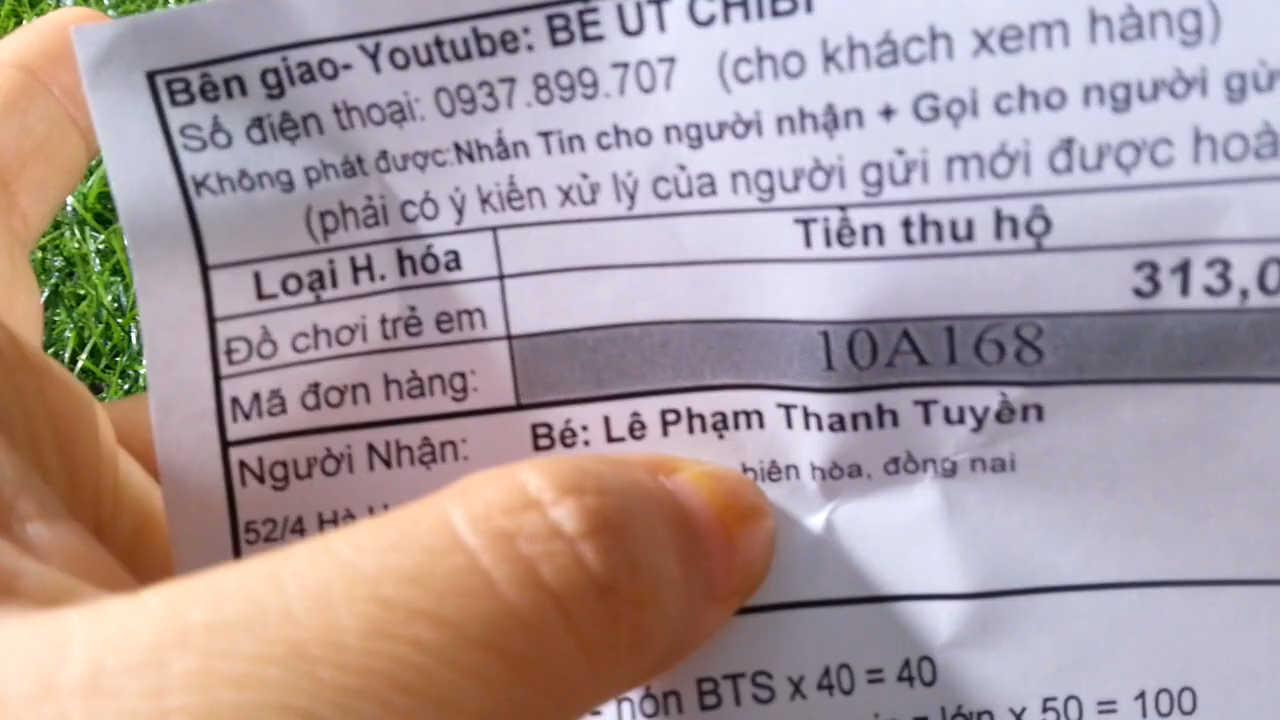 Bên giao- Youtube: BÉ ÚT CHIBI
Số điện thoại: 0937.899.707 (cho khách xem hàng)
Không phát được:Nhắn Tin cho người nhận + Gọi cho người gử
(phải có ý kiến xử lý của người gửi mới được hoà
Loại H. hóa Tiền thu hộ
Đồ chơi trẻ em 313,0
Mã đơn hàng: 10A168
Người Nhận: Bé: Lê Phạm Thanh Tuyền
52/4 Hà biên hòa, đồng nai
nón BTS x 40 = 40
lớn x 50 = 100